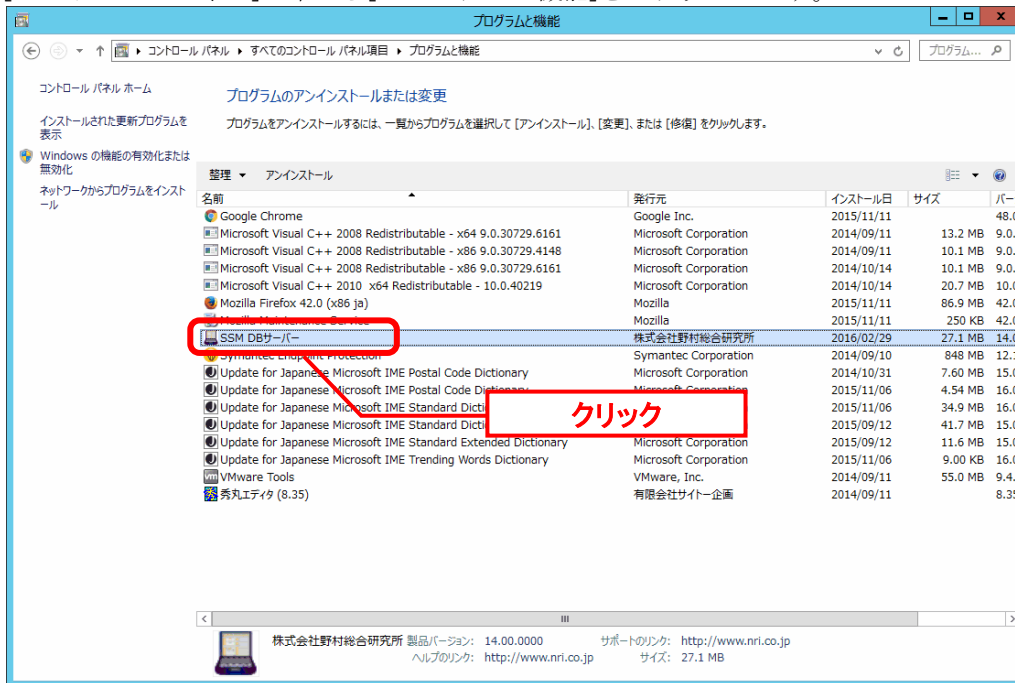 プログラムと機能
コントロール パネル ▸ すべてのコントロール パネル項目 ▸ プログラムと機能
プログラム...
コントロール パネル ホーム
インストールされた更新プログラムを
表示
Windows の機能の有効化または
無効化
ネットワークからプログラムをインスト
ール
プログラムのアンインストールまたは変更
プログラムをアンインストールするには、一覧からプログラムを選択して [アンインストール]、[変更]、または [修復] をクリックします。
整理 ▼ アンインストール
名前 発行元 インストール日 サイズ バー
Google Chrome Google Inc. 2015/11/11 48.0
Microsoft Visual C++ 2008 Redistributable - x64 9.0.30729.6161 Microsoft Corporation 2014/09/11 13.2 MB 9.0.
Microsoft Visual C++ 2008 Redistributable - x86 9.0.30729.4148 Microsoft Corporation 2014/09/11 10.1 MB 9.0.
Microsoft Visual C++ 2008 Redistributable - x86 9.0.30729.6161 Microsoft Corporation 2014/10/14 10.1 MB 9.0.
Microsoft Visual C++ 2010 x64 Redistributable - 10.0.40219 Microsoft Corporation 2014/10/14 20.7 MB 10.0
Mozilla Firefox 42.0 (x86 ja) Mozilla 2015/11/11 86.9 MB 42.0
Mozilla Maintenance Service Mozilla 2015/11/11 250 KB 42.0
SSM DBサーバー 株式会社野村総合研究所 2016/02/29 27.1 MB 14.0
Symantec Endpoint Protection Symantec Corporation 2014/09/10 848 MB 12.1
Update for Japanese Microsoft IME Postal Code Dictionary Microsoft Corporation 2014/10/31 7.60 MB 15.0
Update for Japanese Microsoft IME Postal Code Dictionary Microsoft Corporation 2015/11/06 4.54 MB 16.0
Update for Japanese Microsoft IME Standard Dicti 2015/11/06 34.9 MB 16.0
Update for Japanese Microsoft IME Standard Dicti 2015/09/12 41.7 MB 15.0
クリック
Update for Japanese Microsoft IME Standard Extended Dictionary Microsoft Corporation 2015/09/12 11.6 MB 15.0
Update for Japanese Microsoft IME Trending Words Dictionary Microsoft Corporation 2015/11/06 9.00 KB 16.0
VMware Tools VMware, Inc. 2014/09/11 55.0 MB 9.4.
秀丸エディタ (8.35) 有限会社サイトー企画 2014/09/11 8.35
株式会社野村総合研究所 製品バージョン: 14.00.0000 サポートのリンク: http://www.nri.co.jp
ヘルプのリンク: http://www.nri.co.jp サイズ: 27.1 MB